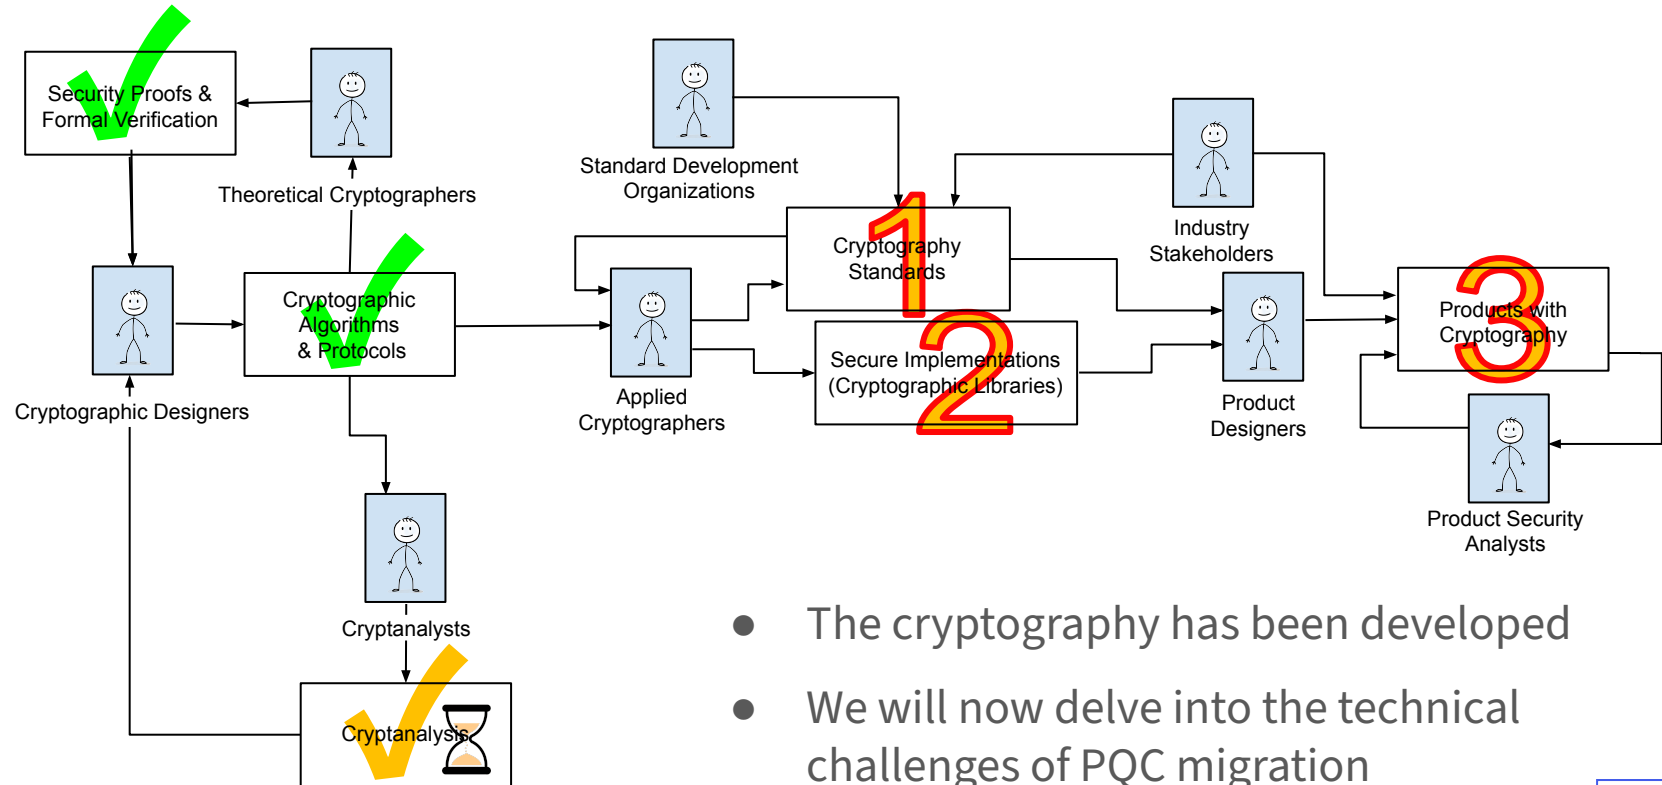 Security Proofs &
Formal Verification
Theoretical Cryptographers
Standard Development
Organizations
Industry
Stakeholders
1
Cryptography
Standards
Cryptographic
Algorithms
& Protocols
2
Secure Implementations
(Cryptographic Libraries)
3
Products with
Cryptography
Cryptographic Designers
Applied
Cryptographers
Product
Designers
Product Security
Analysts
Cryptanalysts
Cryptanalysis
● The cryptography has been developed
● We will now delve into the technical
challenges of PQC migration